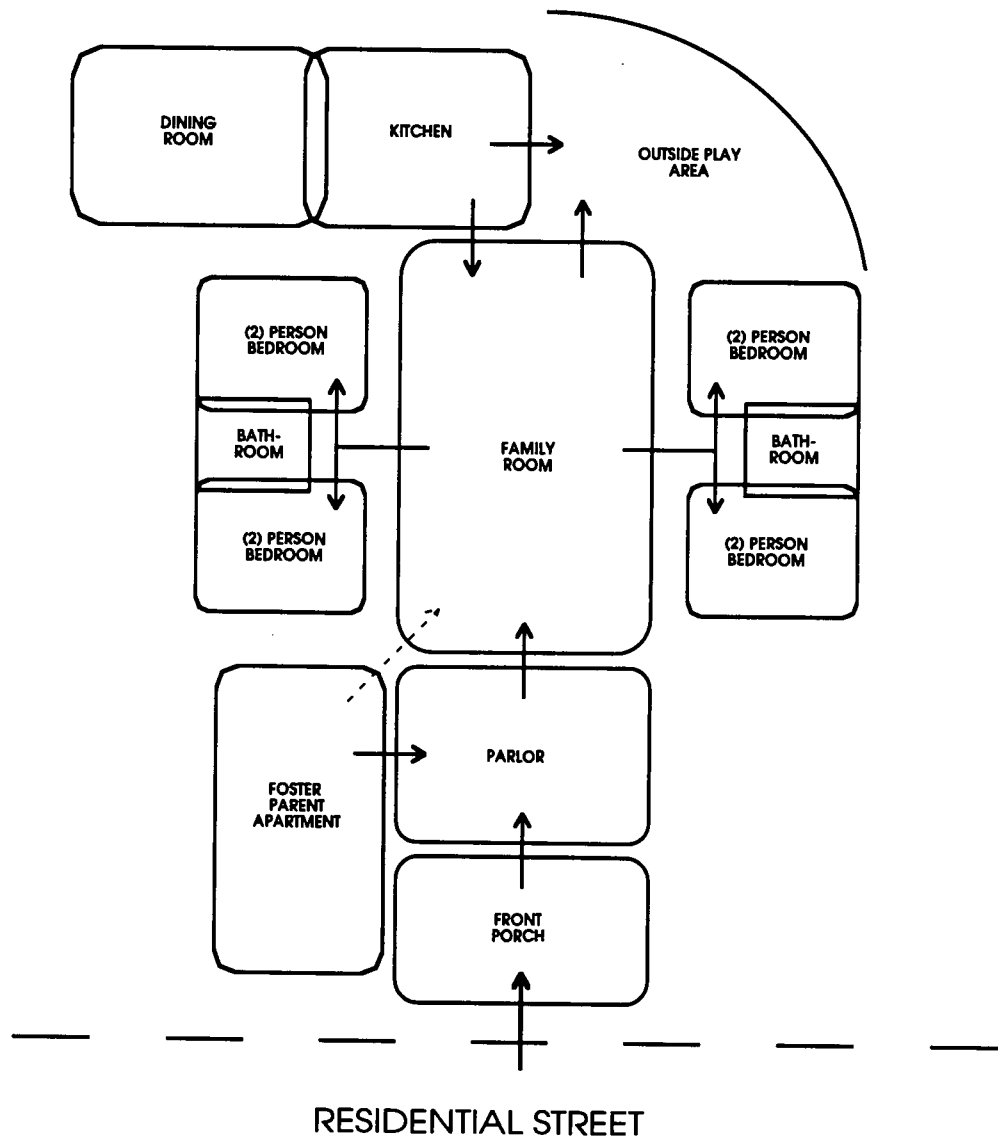 DINING
ROOM
KITCHEN
OUTSIDE PLAY
AREA
(2) PERSON
BEDROOM
(2) PERSON
BEDROOM
BATH-
ROOM
FAMILY
ROOM
BATH-
ROOM
(2) PERSON
BEDROOM
(2) PERSON
BEDROOM
PARLOR
FOSTER
PARENT
APARTMENT
FRONT
PORCH
RESIDENTIAL STREET